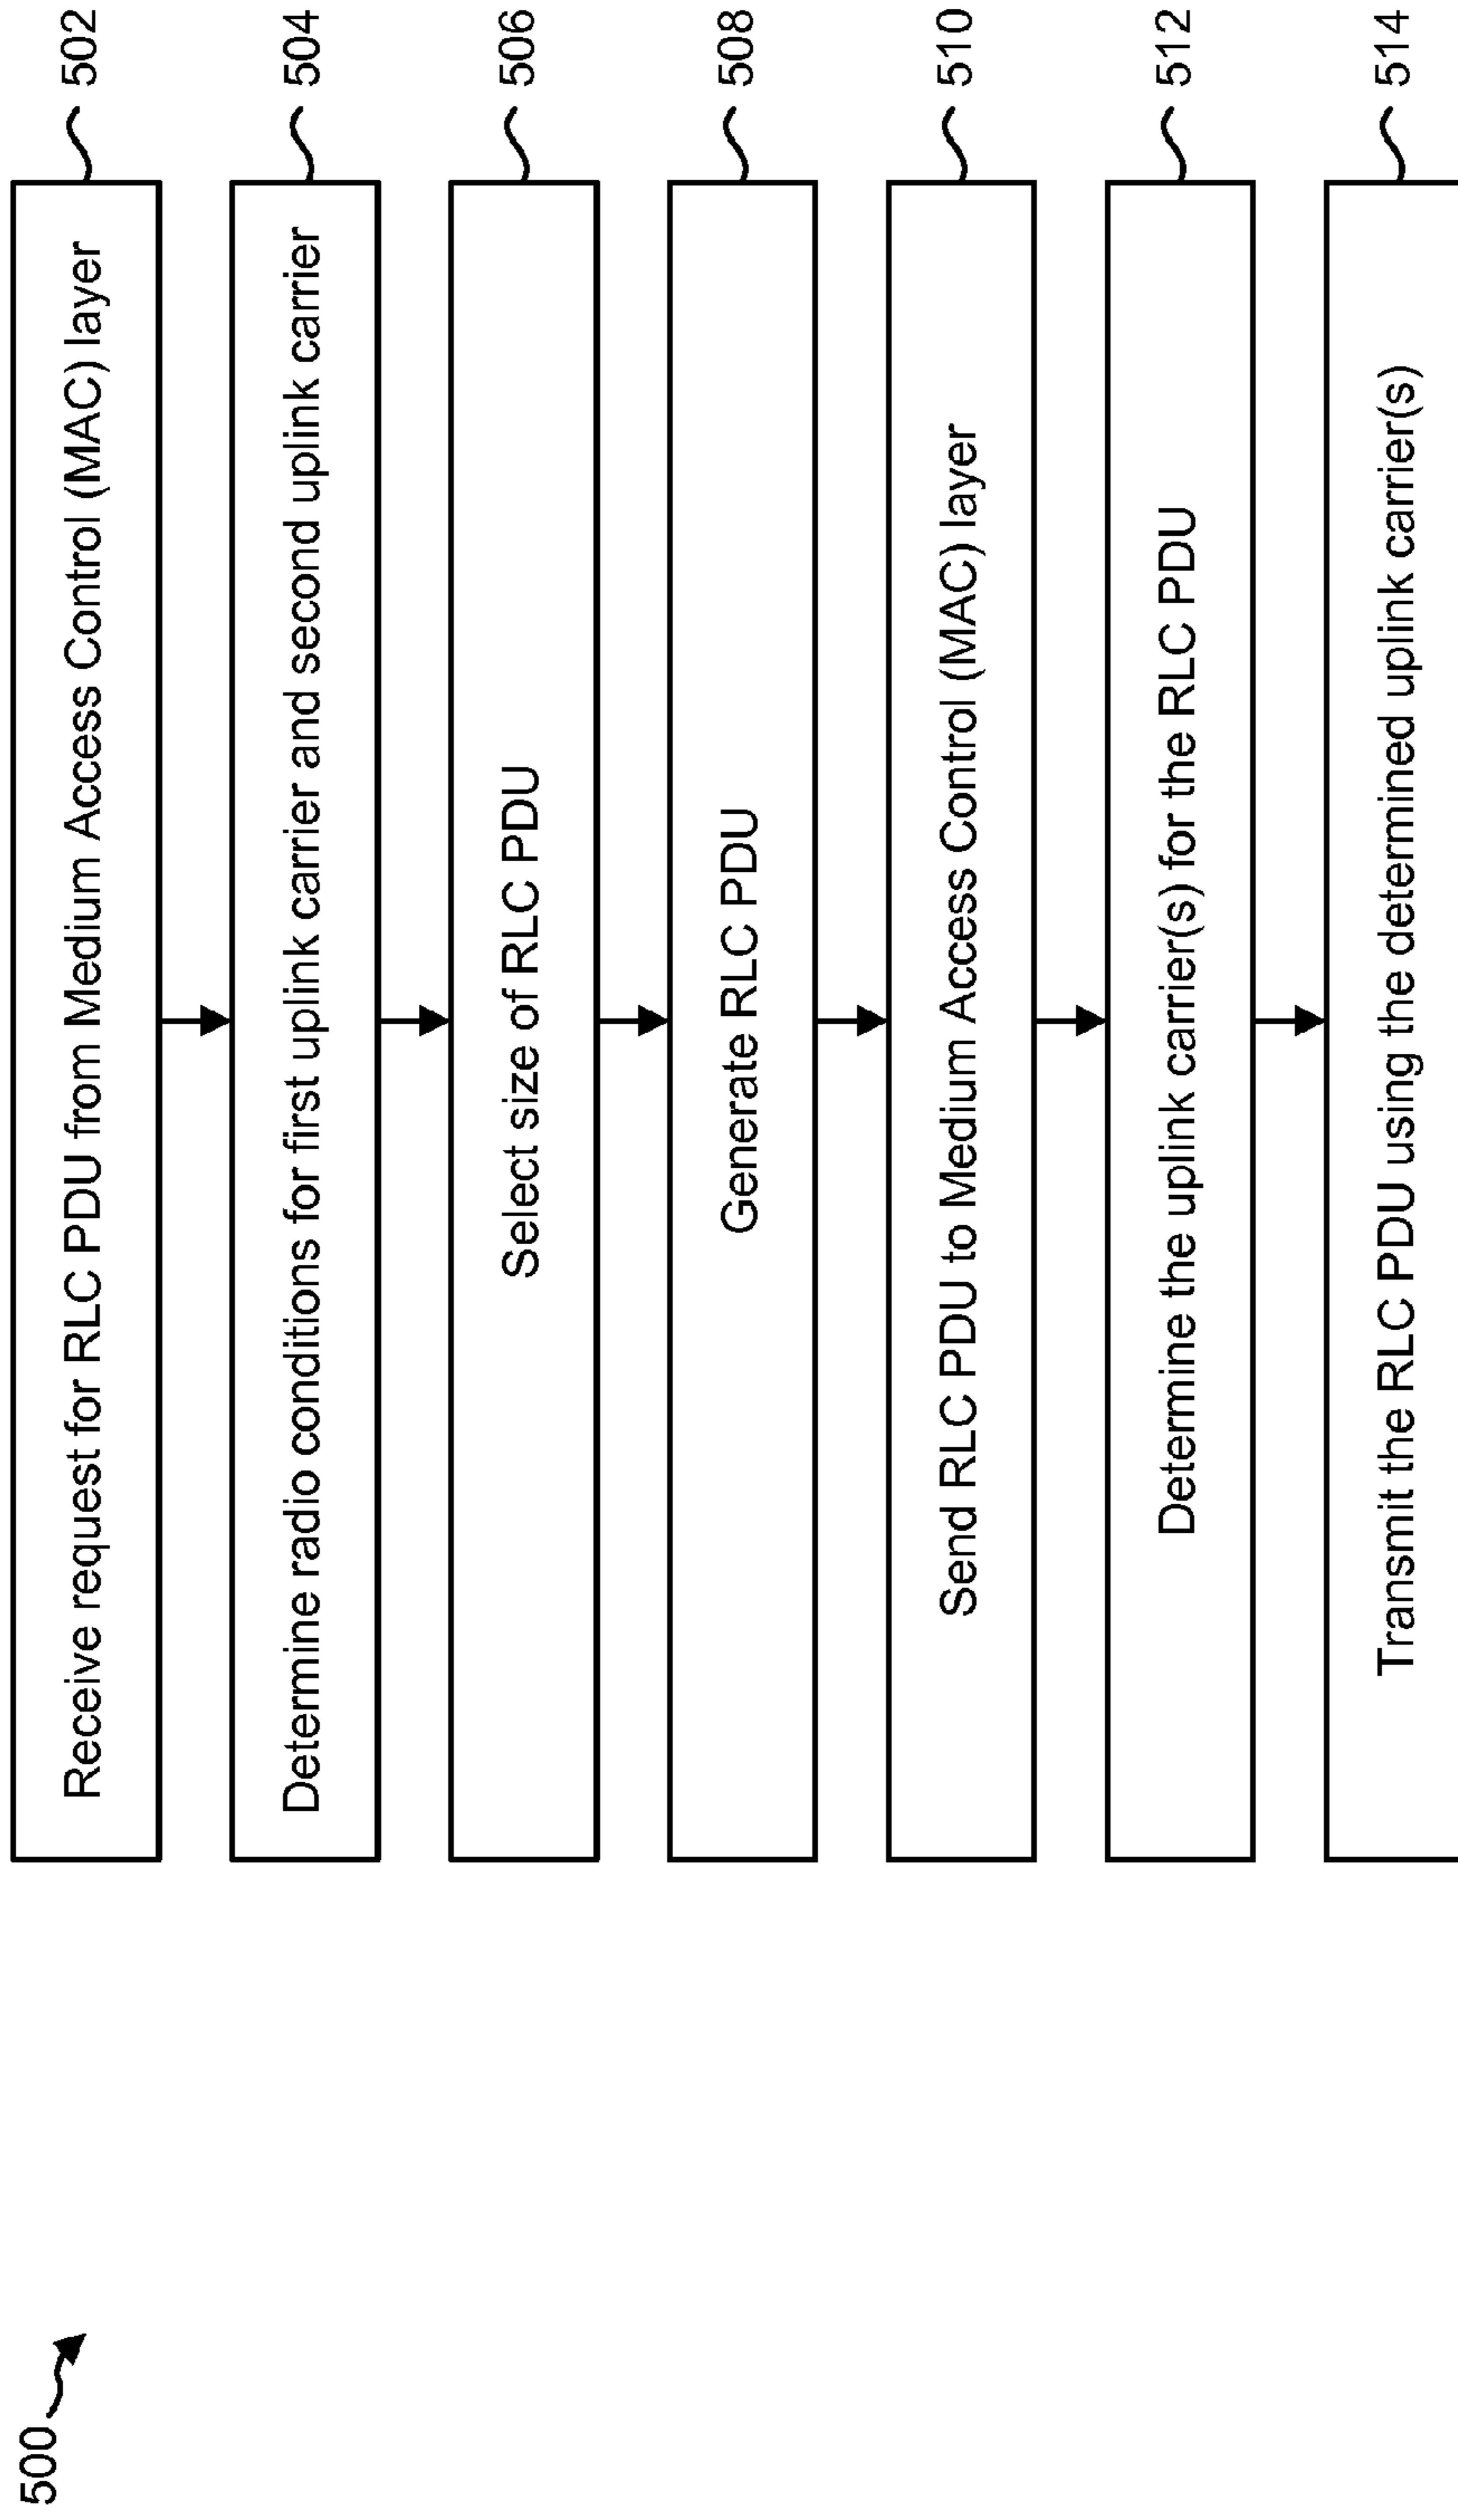 500
Receive request for RLC PDU from Medium Access Control (MAC) layer
502
Determine radio conditions for first uplink carrier and second uplink carrier
504
Select size of RLC PDU
506
Generate RLC PDU
508
Send RLC PDU to Medium Access Control (MAC) layer
510
Determine the uplink carrier(s) for the RLC PDU
512
Transmit the RLC PDU using the determined uplink carrier(s)
514